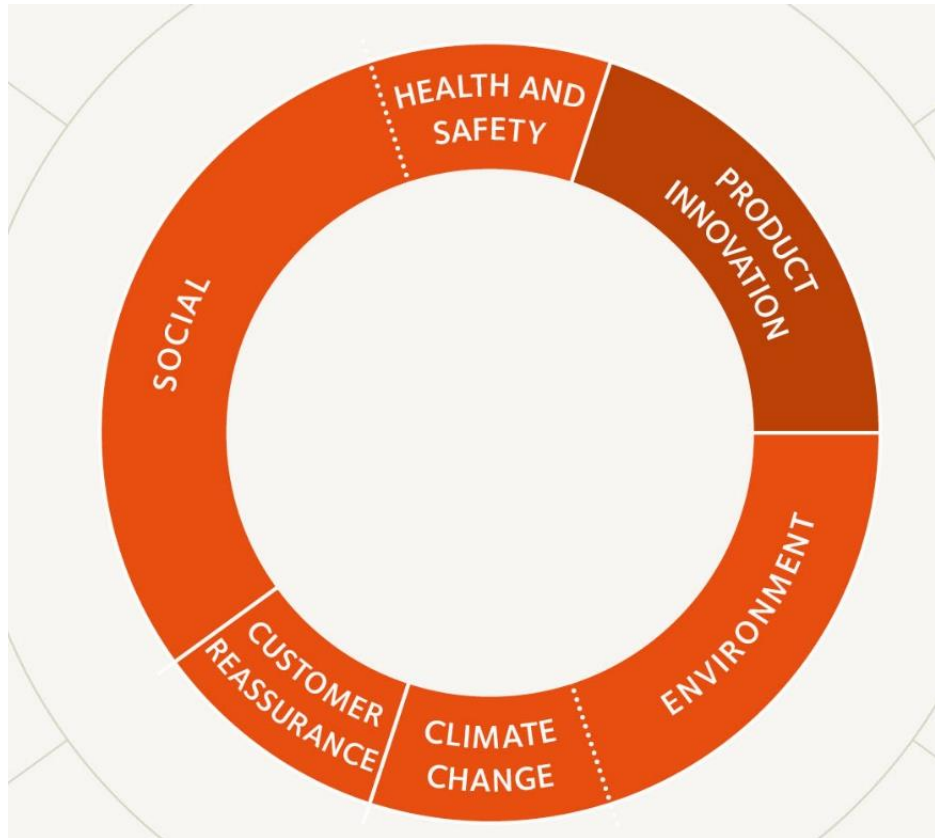 HEALTH AND
SAFETY
PRODUCT
INNOVATION
ENVIRONMENT
CLIMATE
CHANGE
CUSTOMER
REASSURANCE
SOCIAL